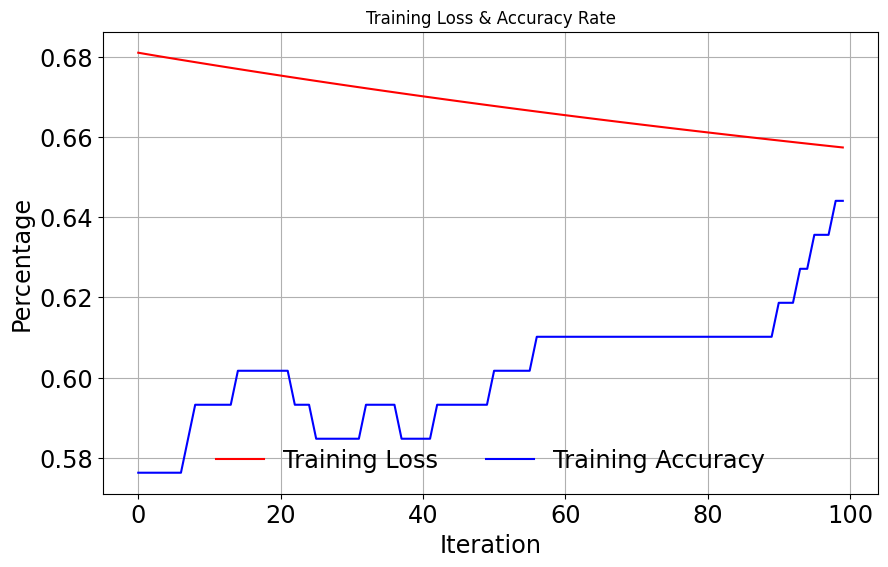 Training Loss & Accuracy Rate
Percentage
0.68
0.66
0.64
0.62
0.60
0.58
Training Loss Training Accuracy
0 20 40 60 80 100
Iteration